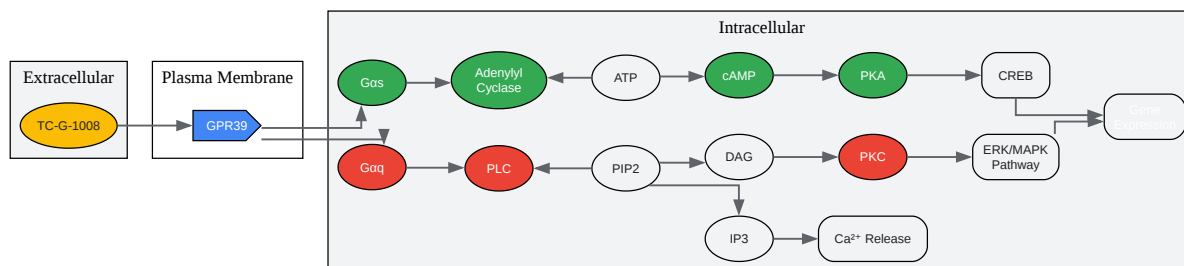 Intracellular
Extracellular
Plasma Membrane
TC-G-1008
GPR39
Gαs
Adenylyl
Cyclase
ATP
cAMP
PKA
CREB
Gene
Expression
Gαq
PLC
PIP2
DAG
PKC
ERK/MAPK
Pathway
IP3
Ca²⁺ Release